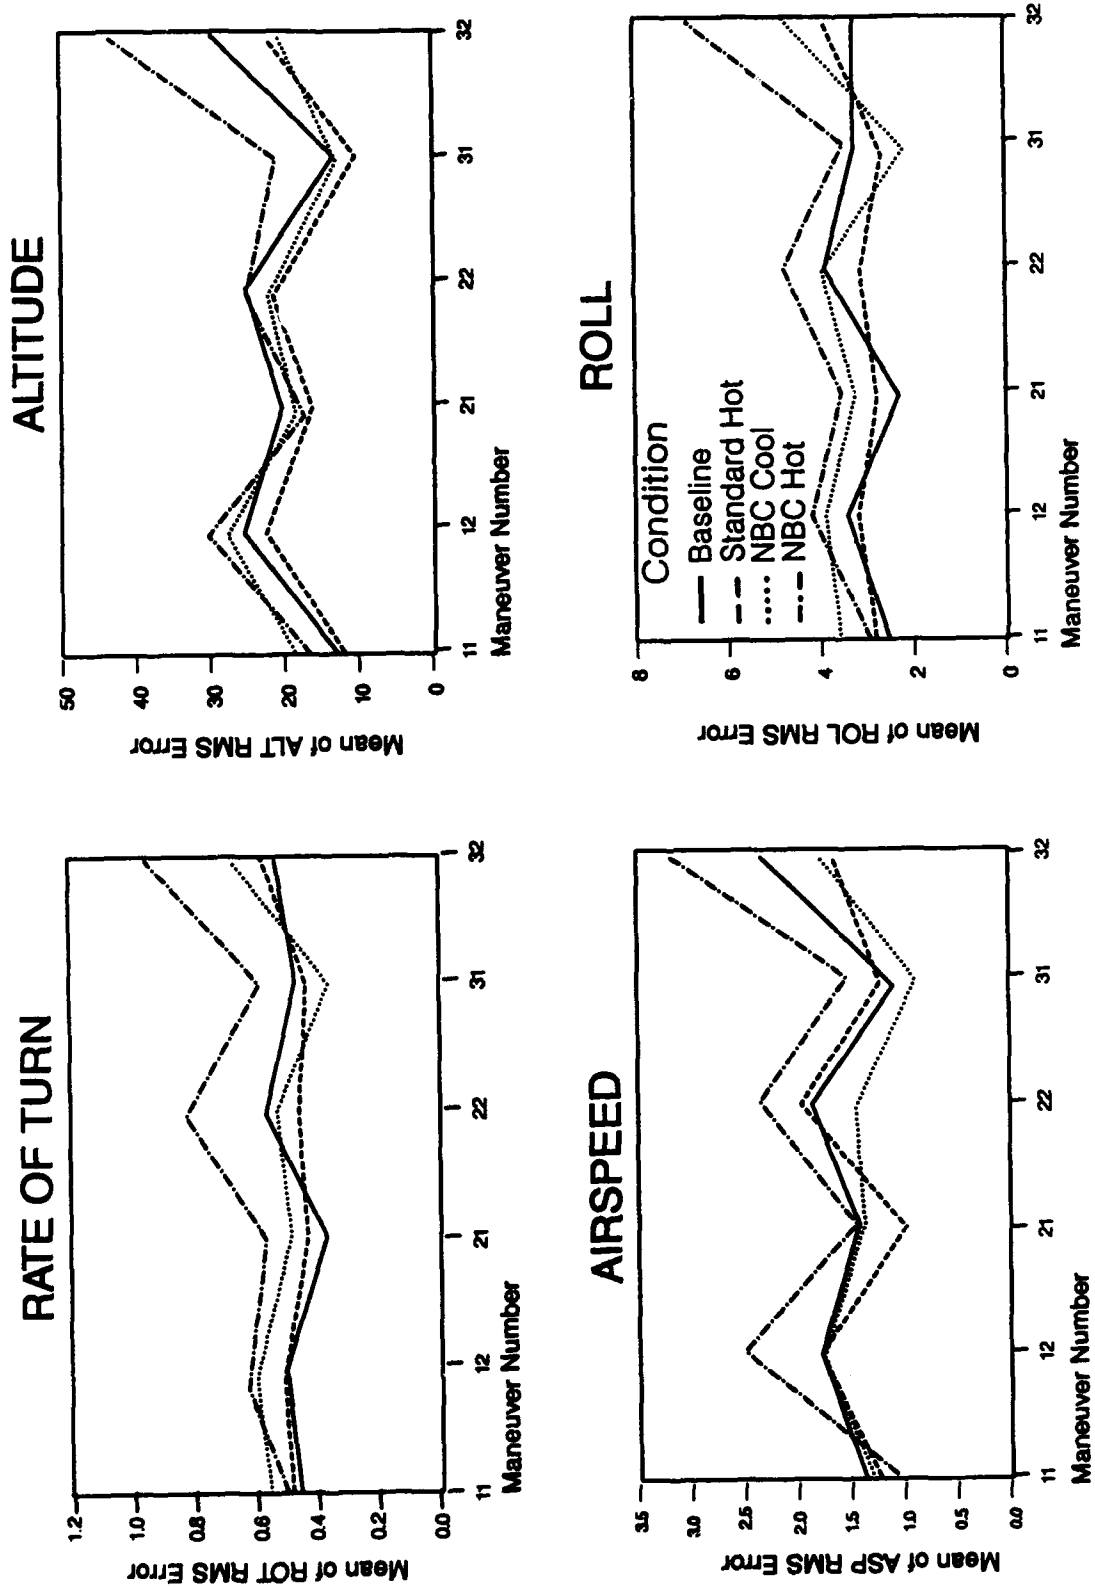 RATE OF TURN
Mean of ROT RMS Error
1.2
1.0
0.8
0.6
0.4
0.0
11
12
21
22
31
32
Maneuver Number
ALTITUDE
Mean of ALT RMS Error
50
40
30
20
10
0
11
12
21
22
31
32
Maneuver Number
AIRSPEED
Mean of ASP RMS Error
3.5
3.0
2.5
2.0
1.5
1.0
0.0
11
12
21
22
31
32
Maneuver Number
ROLL
Mean of ROL RMS Error
8
6
4
2
0
Condition
Baseline
Standard Hot
NBC Cool
NBC Hot
11
12
21
22
31
32
Maneuver Number